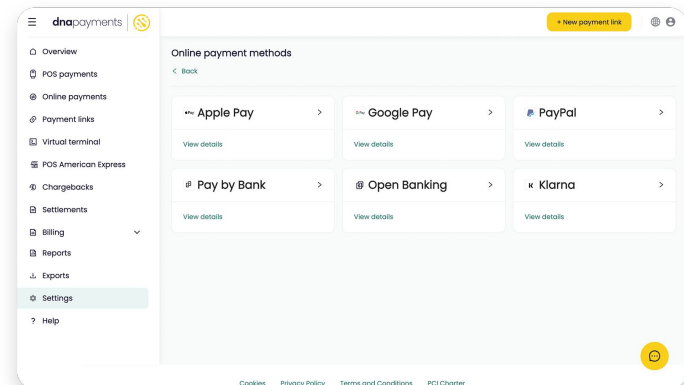 dnapayments
+ New payment link
Overview
POS payments
Online payments
Payment links
Virtual terminal
POS American Express
Chargebacks
Settlements
Billing
Reports
Exports
Settings
? Help
Online payment methods
< Back
Apple Pay >
View details
Google Pay >
View details
PayPal >
View details
Pay by Bank >
View details
Open Banking >
View details
K Klarna >
View details
Cookies Privacy Policy Terms and Conditions PCI Charter